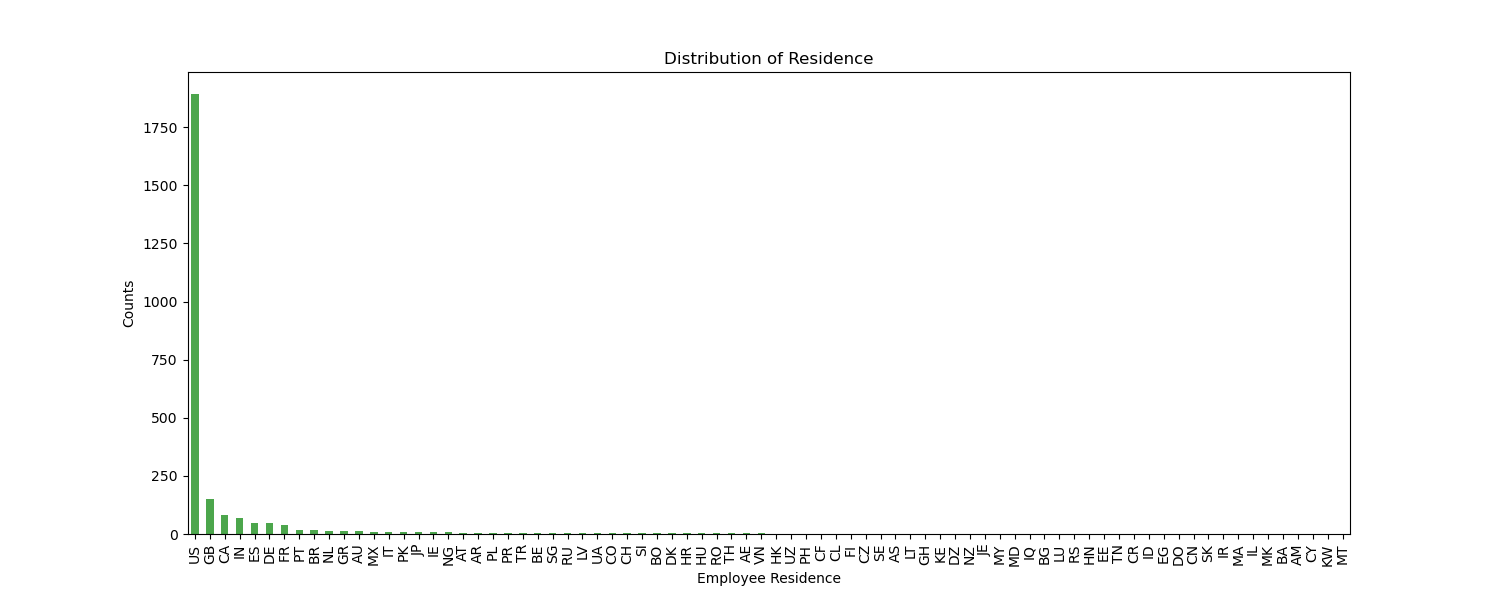 Distribution of Residence
Counts
1750
1500
1250
1000
750
500
250
0
US GB CA IN ES DE FR PT BR NL GR AU MX IT PK JP IE NG AT AR PL PR TR BE SG RU LV UA CO CH SI BO DK HR HU RO TH AE VN HK UZ PH CF CL FI CZ SE AS LT GH KE DZ NZ JE MY MD IQ BG LU RS HN EE TN CR ID EG DO CN SK IR MA IL MK BA AM CY KW MT
Employee Residence